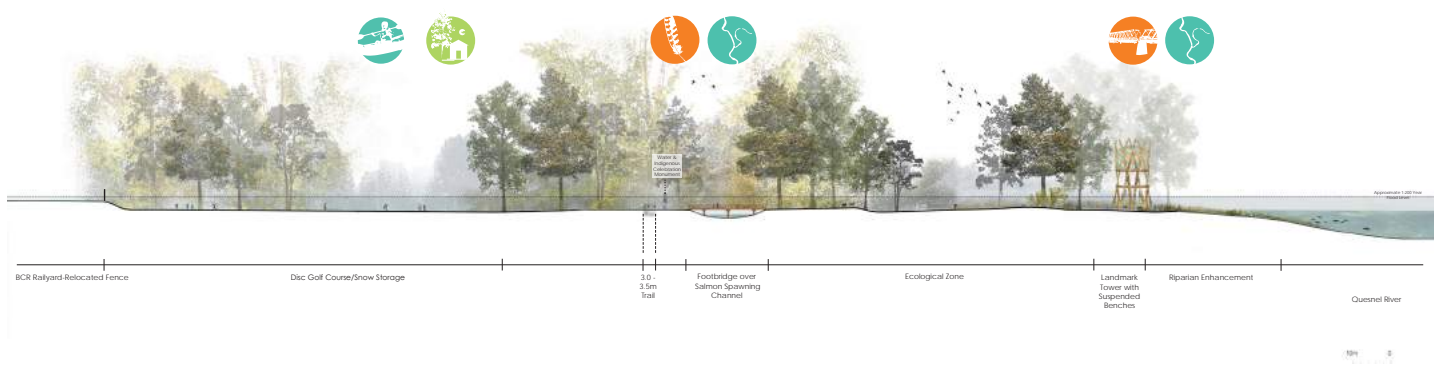 Water &
Indigenous
Celebration
Monument
Approximate 1:200 Year
Flood Level
BCR Railyard-Relocated Fence
Disc Golf Course/Snow Storage
3.0 -
3.5m
Trail
Footbridge over
Salmon Spawning
Channel
Ecological Zone
Landmark
Tower with
Suspended
Benches
Riparian Enhancement
Quesnel River
10m
0